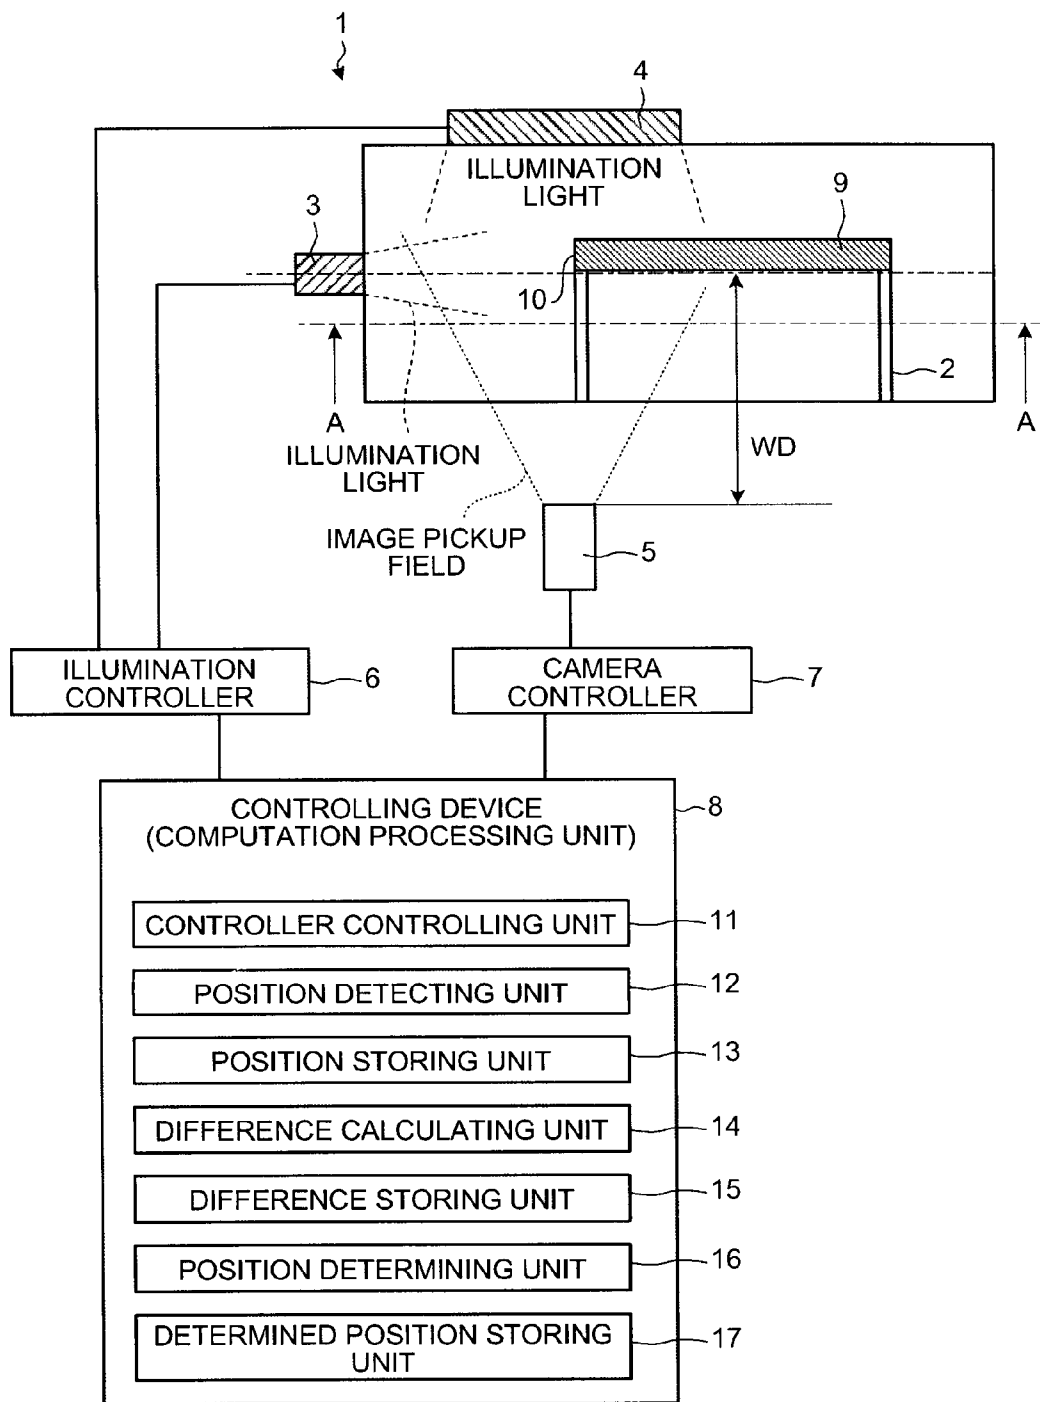 1
4
ILLUMINATION
LIGHT
3
9
10
2
A
A
WD
ILLUMINATION
LIGHT
IMAGE PICKUP
FIELD
5
ILLUMINATION
CONTROLLER
6
CAMERA
CONTROLLER
7
CONTROLLING DEVICE
(COMPUTATION PROCESSING UNIT)
8
CONTROLLER CONTROLLING UNIT
11
POSITION DETECTING UNIT
12
POSITION STORING UNIT
13
DIFFERENCE CALCULATING UNIT
14
DIFFERENCE STORING UNIT
15
POSITION DETERMINING UNIT
16
DETERMINED POSITION STORING
UNIT
17